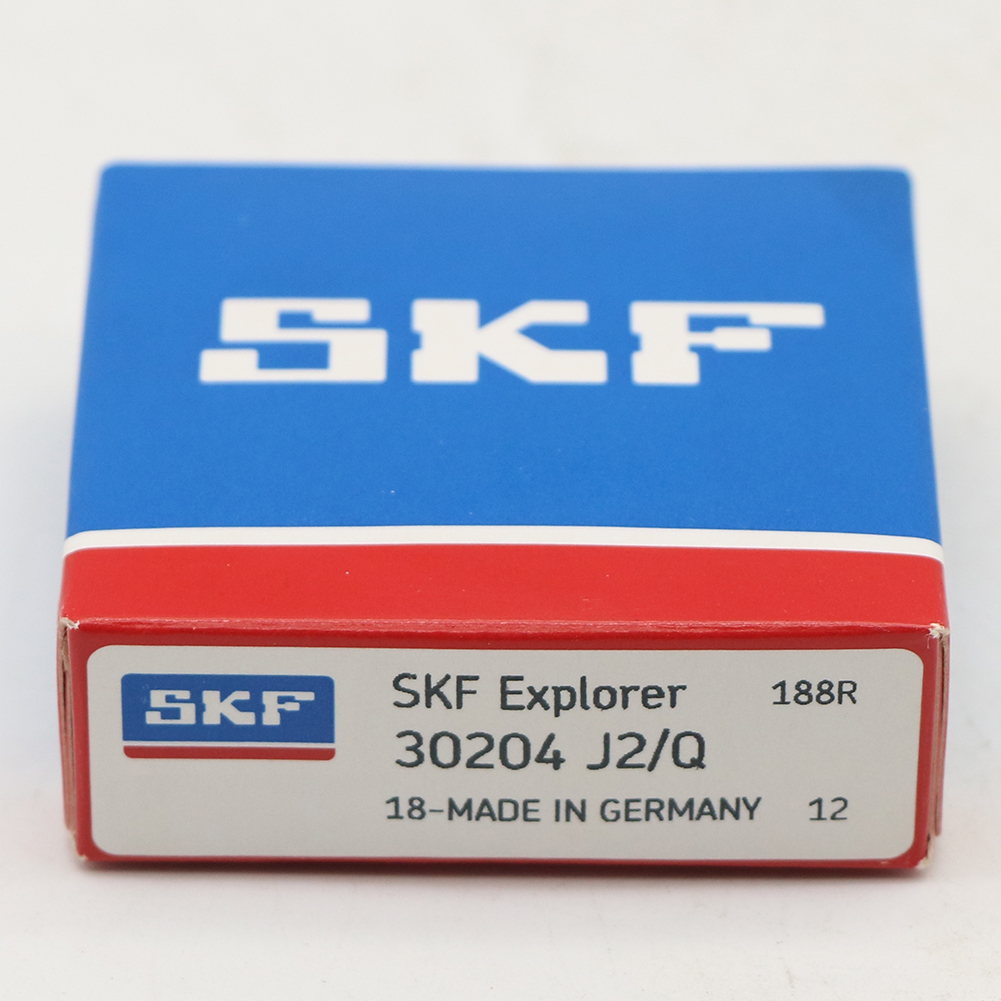 SKF
SKF
SKF Explorer 188R
30204 J2/Q
18-MADE IN GERMANY 12